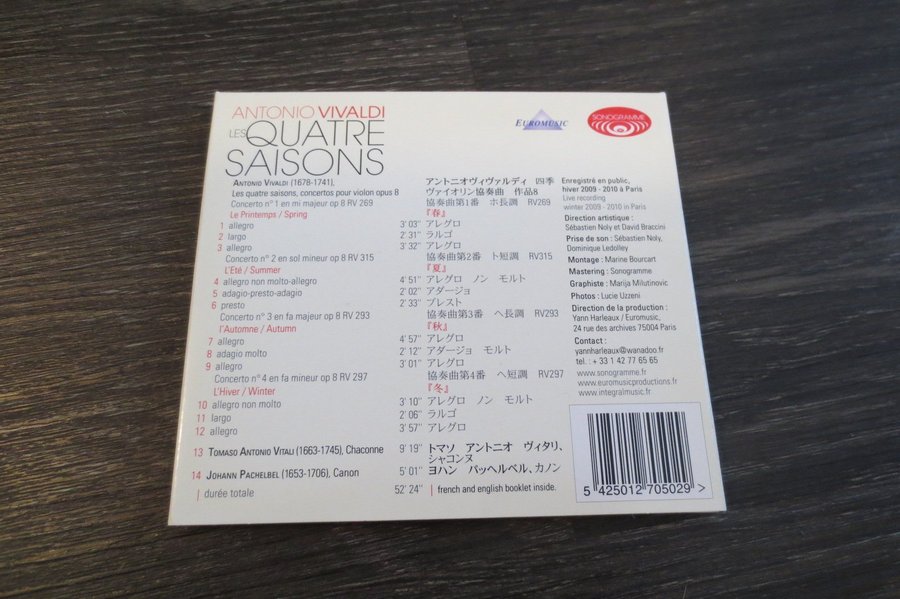 ANTONIO VIVALDI
LES QUATRE
SAISONS
EUROMUSIC
SONOGRAMME
ANTONIO VIVALDI (1678-1741),
Les quatre saisons, concertos pour violon opus 8
Concerto n° 1 en mi majeur op 8 RV 269
Le Printemps / Spring
1 allegro
2 largo
3 allegro
Concerto n° 2 en sol mineur op 8 RV 315
L'Eté / Summer
4 allegro non molto-allegro
5 adagio-presto-adagio
6 presto
Concerto n° 3 en fa majeur op 8 RV 293
l'Automne / Autumn
7 allegro
8 adagio molto
9 allegro
Concerto n° 4 en fa mineur op 8 RV 297
L'Hiver / Winter
10 allegro non molto
11 largo
12 allegro
13 TOMASO ANTONIO VITALI (1663-1745), Chaconne
14 JOHANN PACHELBEL (1653-1706), Canon
| durée totale
アントニオヴィヴァルディ 四季
ヴァイオリン協奏曲 作品8
協奏曲第1番 ホ長調 RV269
『春』
3' 03" アレグロ
2' 31" ラルゴ
3' 32" アレグロ
協奏曲第2番 ト短調 RV315
『夏』
4' 51" アレグロ ノン モルト
2' 02" アダージョ
2' 33" プレスト
協奏曲第3番 ヘ長調 RV293
『秋』
4' 57" アレグロ
2' 12" アダージョ モルト
3' 01" アレグロ
協奏曲第4番 ヘ短調 RV297
『冬』
3' 10" アレグロ ノン モルト
2' 06" ラルゴ
3' 57" アレグロ
9' 19" トマソ アントニオ ヴィタリ,
シャコンヌ
5' 01" ヨハン パッヘルベル, カノン
52' 24" | french and english booklet inside.
Enregistré en public,
hiver 2009 - 2010 à Paris
Live recording
winter 2009 - 2010 in Paris
Direction artistique :
Sébastien Noly et David Braccini
Prise de son : Sébastien Noly,
Dominique Ledolley
Montage : Marine Bourcart
Mastering : Sonogramme
Graphiste : Marija Milutinovic
Photos : Lucie Uzzeni
Direction de la production :
Yann Harleaux / Euromusic,
24 rue des archives 75004 Paris
Contact :
yannharleaux@wanadoo.fr
tel. : + 33 1 42 77 65 65
www.sonogramme.fr
www.euromusicproductions.fr
www.integralmusic.fr
5 425012 705029 >